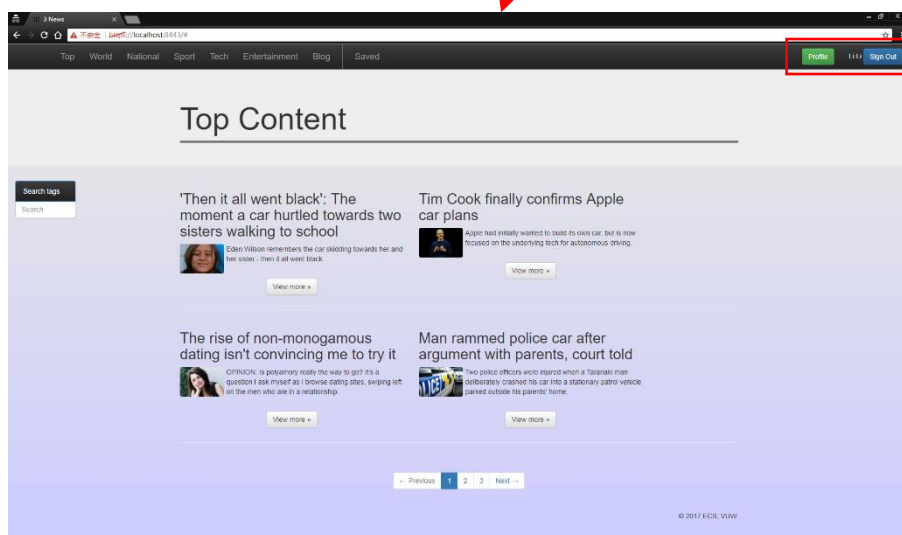 3 News
不安全 | https://localhost:8443/#
Top World National Sport Tech Entertainment Blog Saved
Profile
Sign Out
Top Content
Search tags
Search
'Then it all went black': The
moment a car hurtled towards two
sisters walking to school
Eden Wilson remembers the car skidding towards her and
her sister - then it all went black.
View more »
Tim Cook finally confirms Apple
car plans
Apple had initially wanted to build its own car, but is now
focused on the underlying tech for autonomous driving.
View more »
The rise of non-monogamous
dating isn't convincing me to try it
OPINION: Is polyamory really the way to go? It's a
question I ask myself as I browse dating sites, swiping left
on the men who are in a relationship.
View more »
Man rammed police car after
argument with parents, court told
Two police officers were injured when a Taranaki man
deliberately crashed his car into a stationary patrol vehicle
parked outside his parents' home.
View more »
← Previous 1 2 3 Next →
© 2017 ECS, VUW